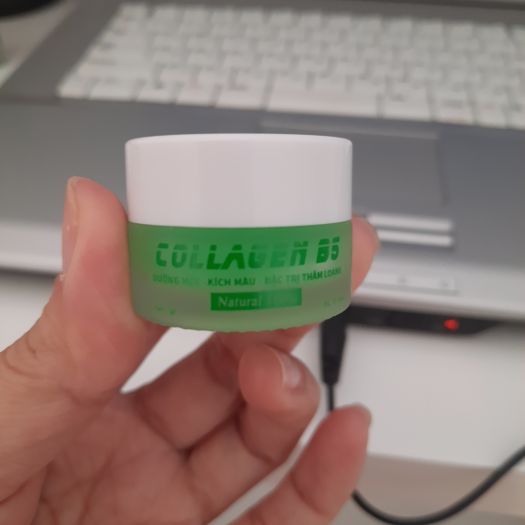 COLLAGEN B5
DƯỠNG MÔI - KÍCH MÀU - ĐẶC TRỊ THÂM LOANG
Natural